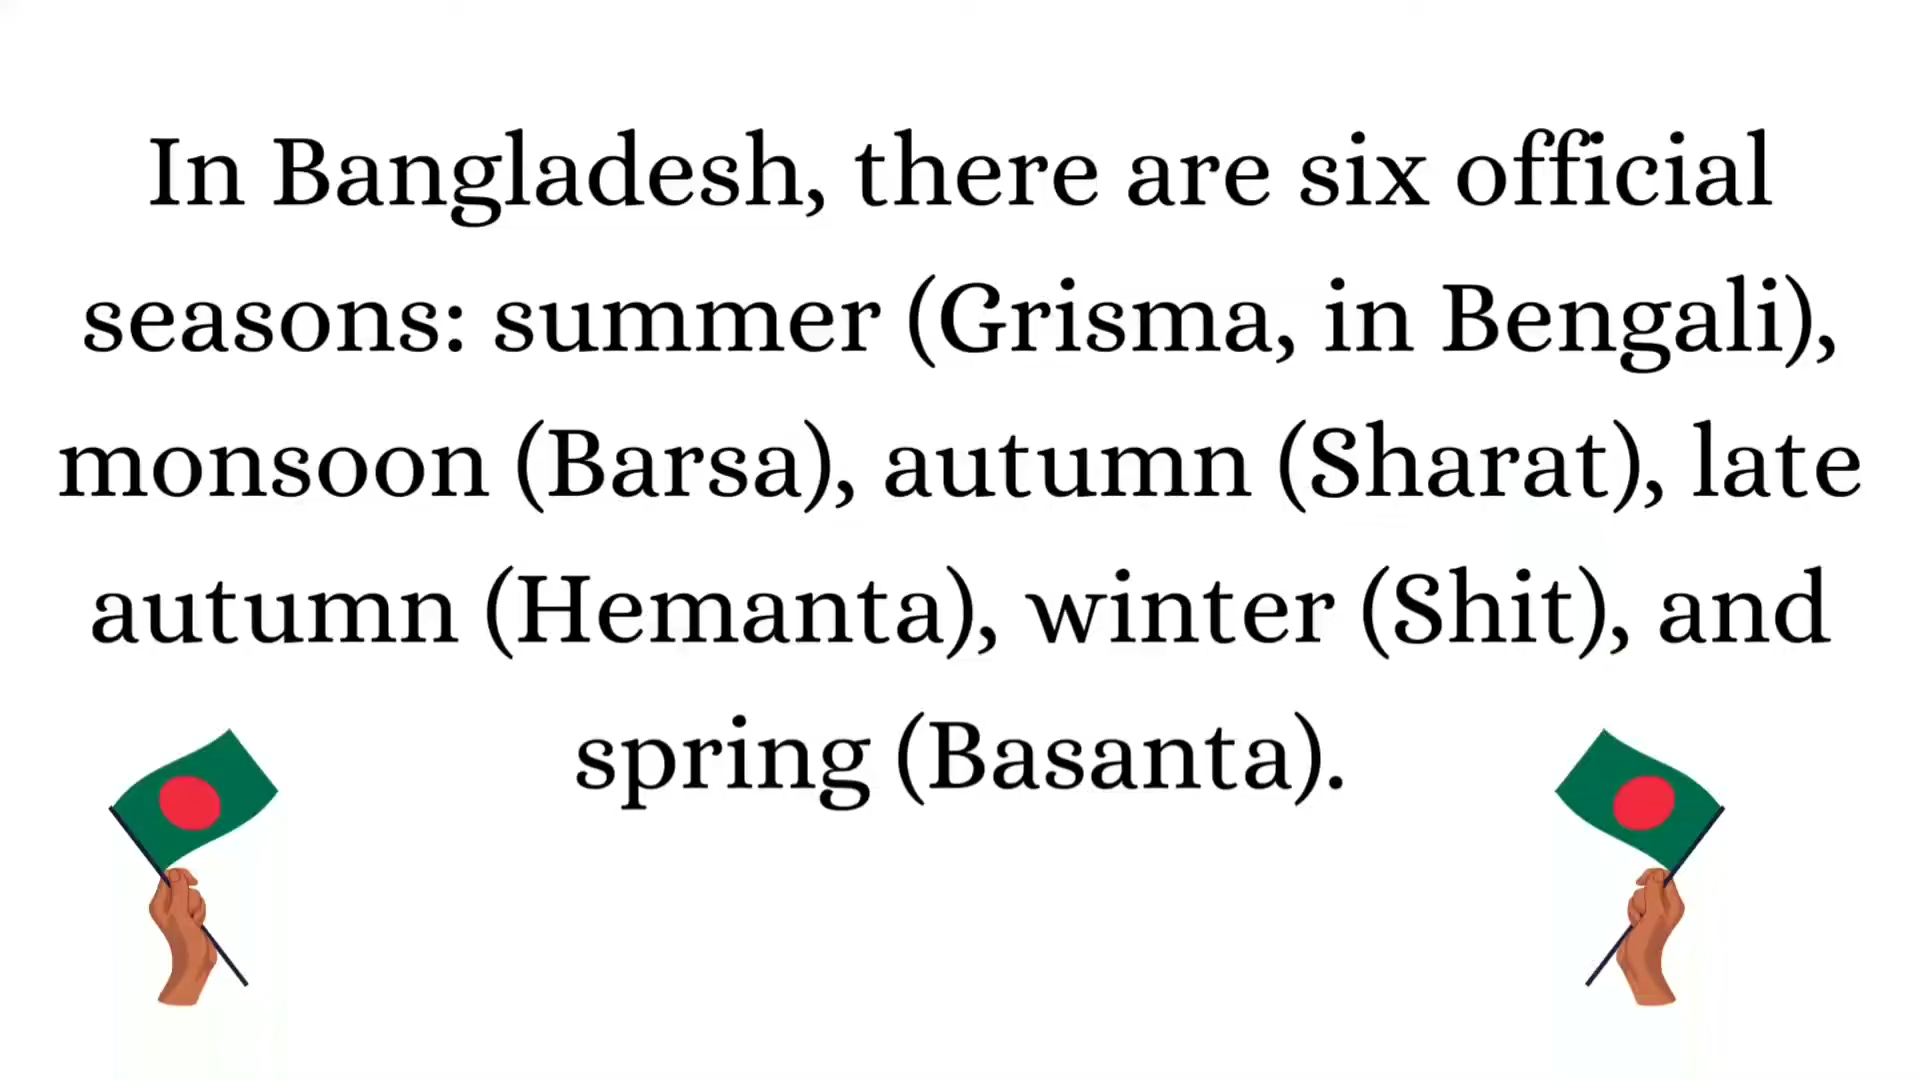 In Bangladesh, there are six official
seasons: summer (Grisma, in Bengali),
monsoon (Barsa), autumn (Sharat), late
autumn (Hemanta), winter (Shit), and
spring (Basanta).